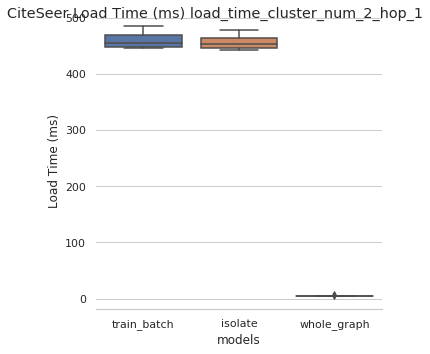 CiteSeer Load Time (ms) load_time_cluster_num_2_hop_1
500
400
300
200
100
0
Load Time (ms)
train_batch isolate whole_graph
models